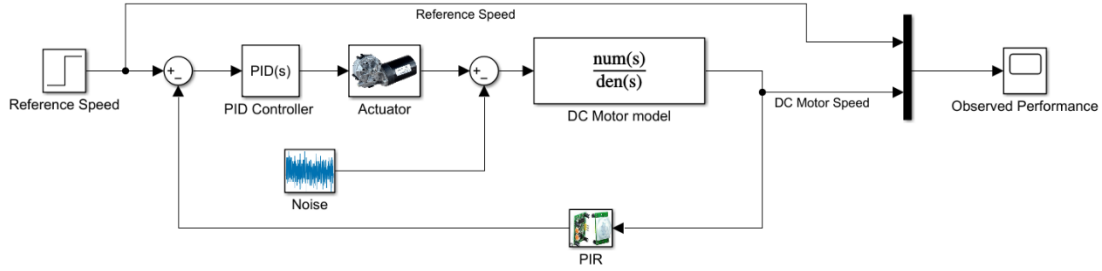 Reference Speed
Reference Speed
PID(s)
PID Controller
Actuator
num(s)
den(s)
DC Motor model
DC Motor Speed
Observed Performance
Noise
PIR